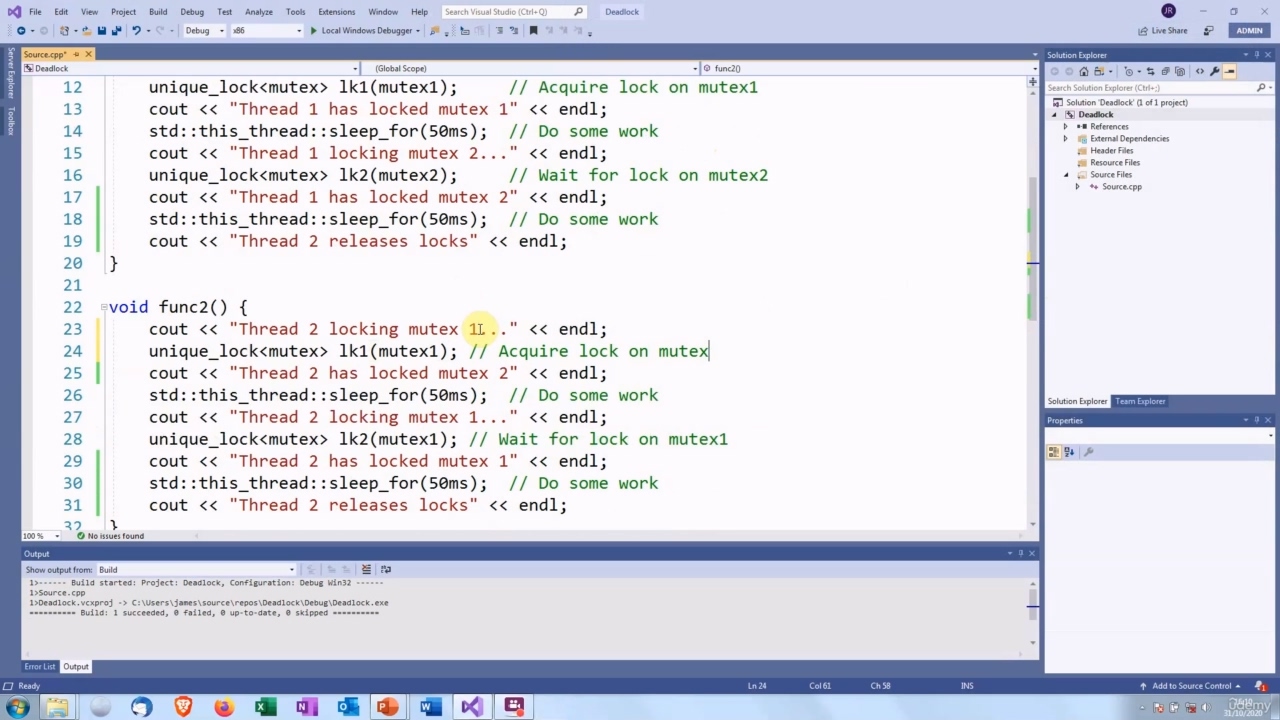 File Edit View Project Build Debug Test Analyze Tools Extensions Window Help Search Visual Studio (Ctrl+Q) Deadlock JR
Debug x86 Local Windows Debugger Live Share ADMIN
Server Explorer
Toolbox
Source.cpp*
Deadlock (Global Scope) func2()
12 unique_lock<mutex> lk1(mutex1); // Acquire lock on mutex1
13 cout << "Thread 1 has locked mutex 1" << endl;
14 std::this_thread::sleep_for(50ms); // Do some work
15 cout << "Thread 1 locking mutex 2..." << endl;
16 unique_lock<mutex> lk2(mutex2); // Wait for lock on mutex2
17 cout << "Thread 1 has locked mutex 2" << endl;
18 std::this_thread::sleep_for(50ms); // Do some work
19 cout << "Thread 2 releases locks" << endl;
20 }
21
22 void func2() {
23 cout << "Thread 2 locking mutex 1..." << endl;
24 unique_lock<mutex> lk1(mutex1); // Acquire lock on mutex
25 cout << "Thread 2 has locked mutex 2" << endl;
26 std::this_thread::sleep_for(50ms); // Do some work
27 cout << "Thread 2 locking mutex 1..." << endl;
28 unique_lock<mutex> lk2(mutex1); // Wait for lock on mutex1
29 cout << "Thread 2 has locked mutex 1" << endl;
30 std::this_thread::sleep_for(50ms); // Do some work
31 cout << "Thread 2 releases locks" << endl;
32 }
100 % No issues found
Output
Show output from: Build
1>------ Build started: Project: Deadlock, Configuration: Debug Win32 ------
1>Source.cpp
1>Deadlock.vcxproj -> C:\Users\james\source\repos\Deadlock\Debug\Deadlock.exe
========== Build: 1 succeeded, 0 failed, 0 up-to-date, 0 skipped ==========
Error List Output
Solution Explorer
Search Solution Explorer (Ctrl+;)
Solution 'Deadlock' (1 of 1 project)
Deadlock
References
External Dependencies
Header Files
Resource Files
Source Files
Source.cpp
Solution Explorer Team Explorer
Properties
Ready Ln 24 Col 61 Ch 58 INS Add to Source Control 1
udemy
31/10/2020